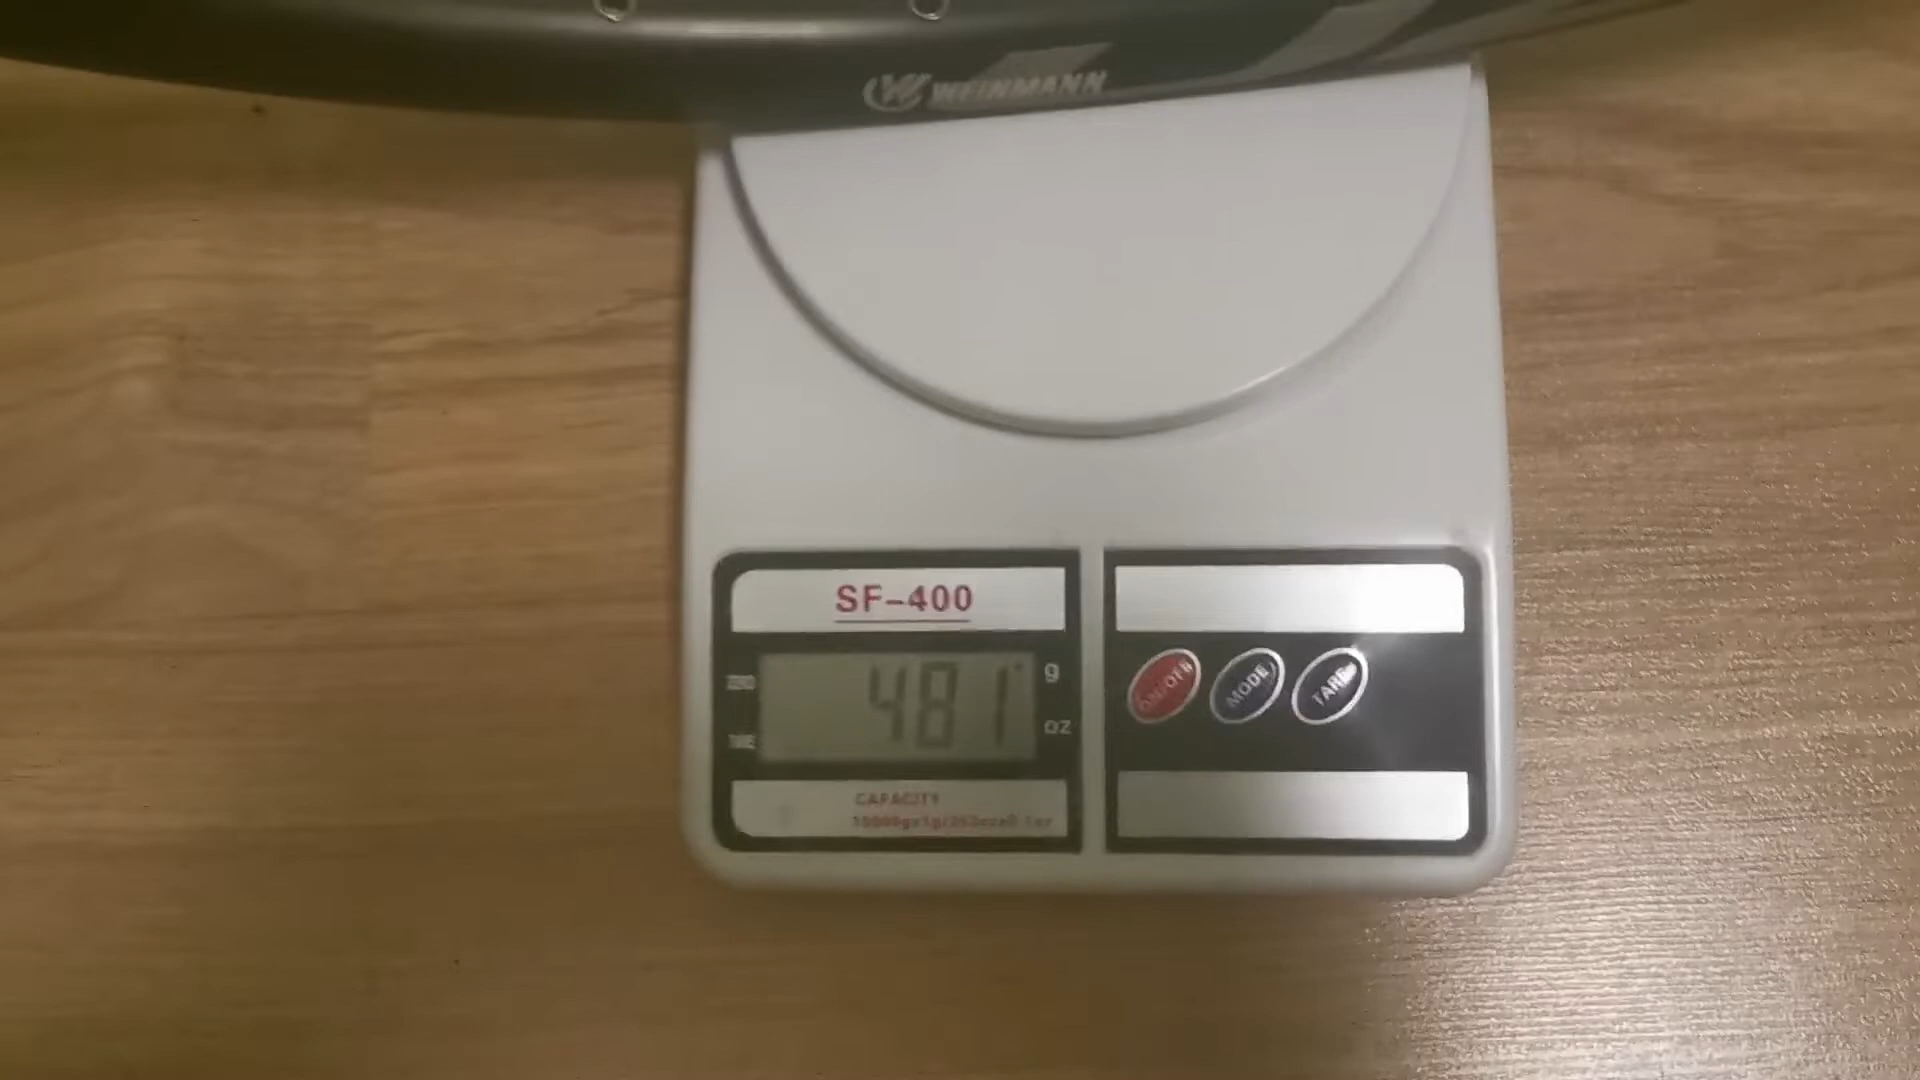 WEINMANN
SF-400
481
g
oz
ON/OFF
MODE
TARE
CAPACITY